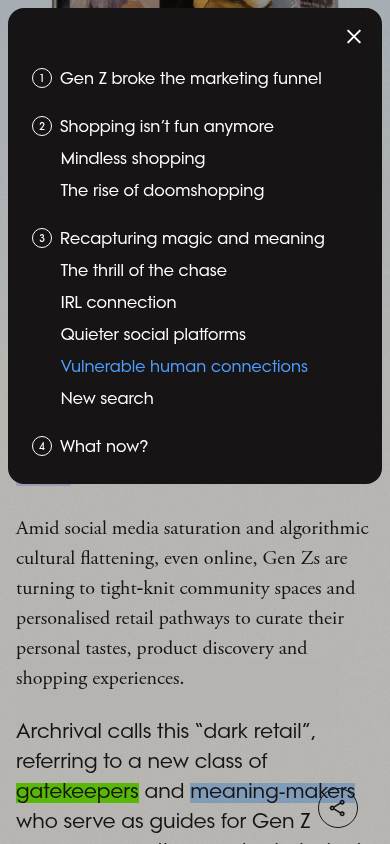 1 Gen Z broke the marketing funnel
2 Shopping isn't fun anymore
Mindless shopping
The rise of doomshopping
3 Recapturing magic and meaning
The thrill of the chase
IRL connection
Quieter social platforms
Vulnerable human connections
New search
4 What now?
Amid social media saturation and algorithmic
cultural flattening, even online, Gen Zs are
turning to tight-knit community spaces and
personalised retail pathways to curate their
personal tastes, product discovery and
shopping experiences.
Archrival calls this “dark retail”,
referring to a new class of
gatekeepers and meaning-makers
who serve as guides for Gen Z